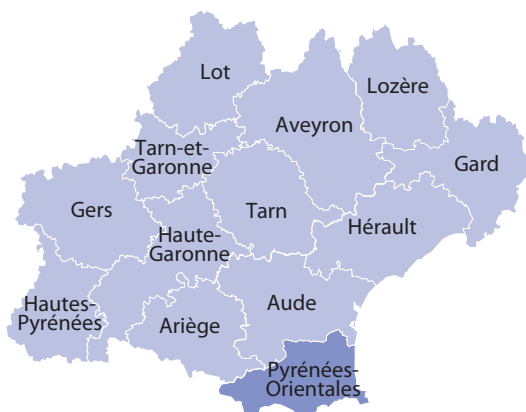 Lot
Lozère
Aveyron
Tarn-et-
Garonne
Gard
Gers
Tarn
Hérault
Haute-
Garonne
Hautes-
Pyrénées
Aude
Ariège
Pyrénées-
Orientales